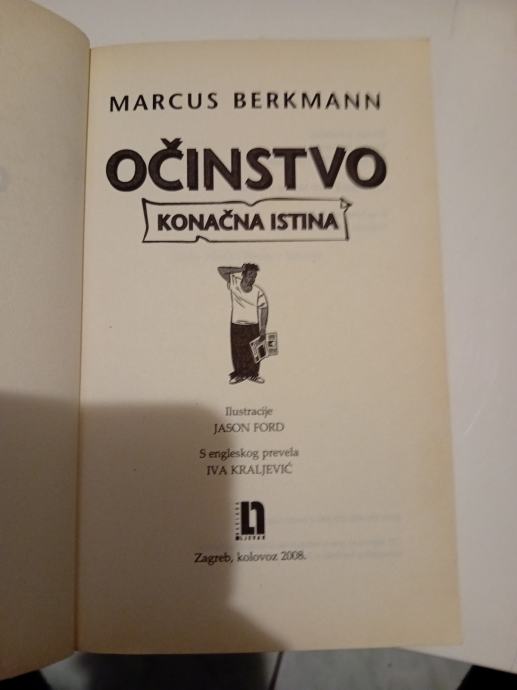 MARCUS BERKMANN
OČINSTVO
KONAČNA ISTINA
Ilustracije
JASON FORD
S engleskog prevela
IVA KRALJEVIĆ
Zagreb, kolovoz 2008.